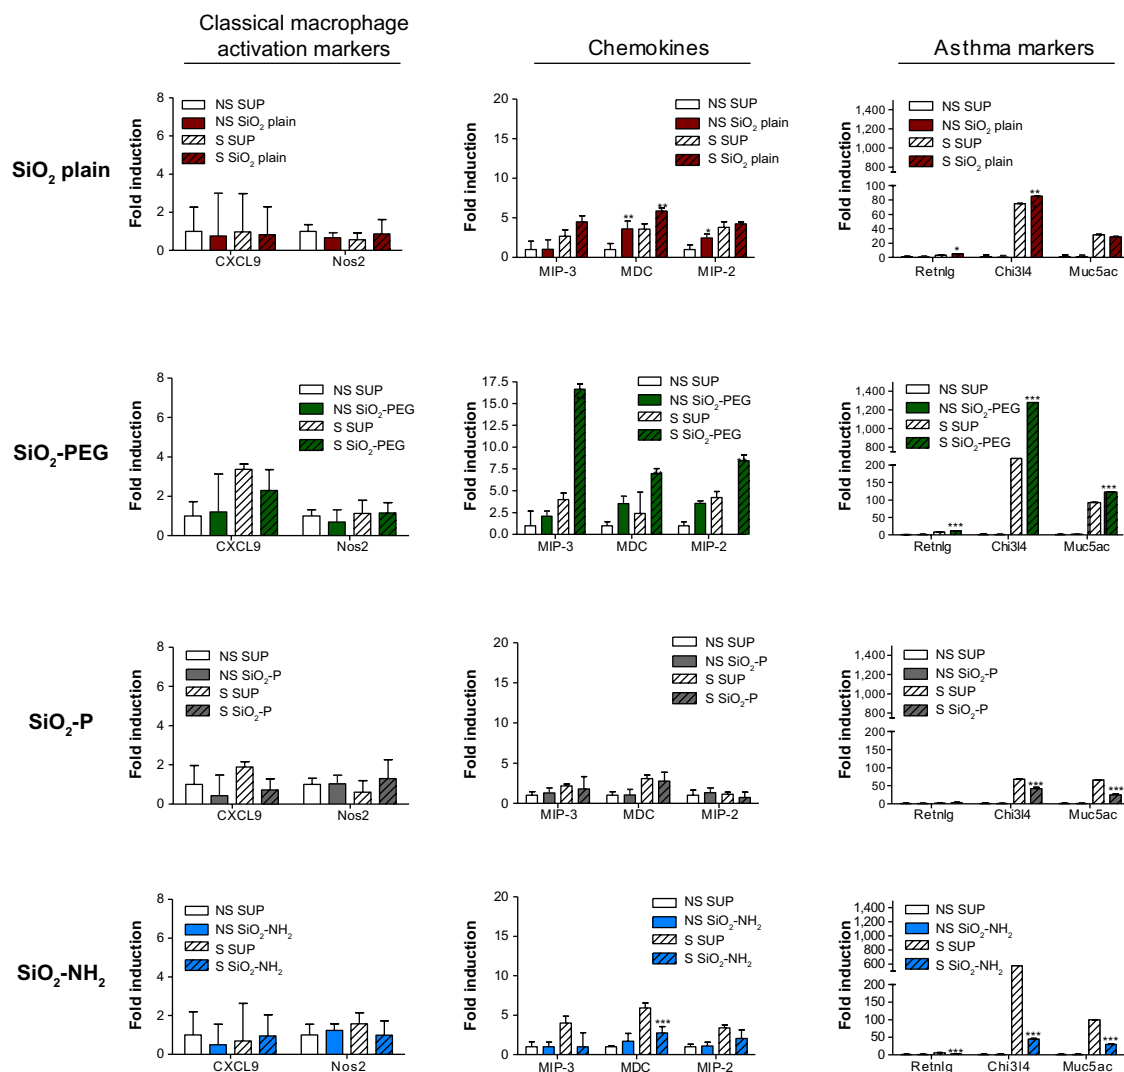 Classical macrophage
activation markers
Chemokines
Asthma markers
SiO2 plain
Fold induction
8
6
4
2
0
NS SUP
NS SiO2 plain
S SUP
S SiO2 plain
CXCL9 Nos2
Fold induction
20
15
10
5
0
NS SUP
NS SiO2 plain
S SUP
S SiO2 plain
** ** *
MIP-3 MDC MIP-2
Fold induction
1,400
1,200
1,000
800
100
80
60
40
20
0
NS SUP
NS SiO2 plain
S SUP
S SiO2 plain
* **
Retnlg Chi3l4 Muc5ac
SiO2-PEG
Fold induction
8
6
4
2
0
NS SUP
NS SiO2-PEG
S SUP
S SiO2-PEG
CXCL9 Nos2
Fold induction
17.5
15
12.5
10
7.5
5.0
2.5
0
NS SUP
NS SiO2-PEG
S SUP
S SiO2-PEG
MIP-3 MDC MIP-2
Fold induction
1,400
1,200
1,000
800
200
150
100
50
0
NS SUP
NS SiO2-PEG
S SUP
S SiO2-PEG
*** *** ***
Retnlg Chi3l4 Muc5ac
SiO2-P
Fold induction
8
6
4
2
0
NS SUP
NS SiO2-P
S SUP
S SiO2-P
CXCL9 Nos2
Fold induction
20
15
10
5
0
NS SUP
NS SiO2-P
S SUP
S SiO2-P
MIP-3 MDC MIP-2
Fold induction
1,400
1,200
1,000
800
150
100
50
0
NS SUP
NS SiO2-P
S SUP
S SiO2-P
*** ***
Retnlg Chi3l4 Muc5ac
SiO2-NH2
Fold induction
8
6
4
2
0
NS SUP
NS SiO2-NH2
S SUP
S SiO2-NH2
CXCL9 Nos2
Fold induction
20
15
10
5
0
NS SUP
NS SiO2-NH2
S SUP
S SiO2-NH2
***
MIP-3 MDC MIP-2
Fold induction
1,400
1,200
1,000
800
600
150
100
50
0
NS SUP
NS SiO2-NH2
S SUP
S SiO2-NH2
*** *** ***
Retnlg Chi3l4 Muc5ac